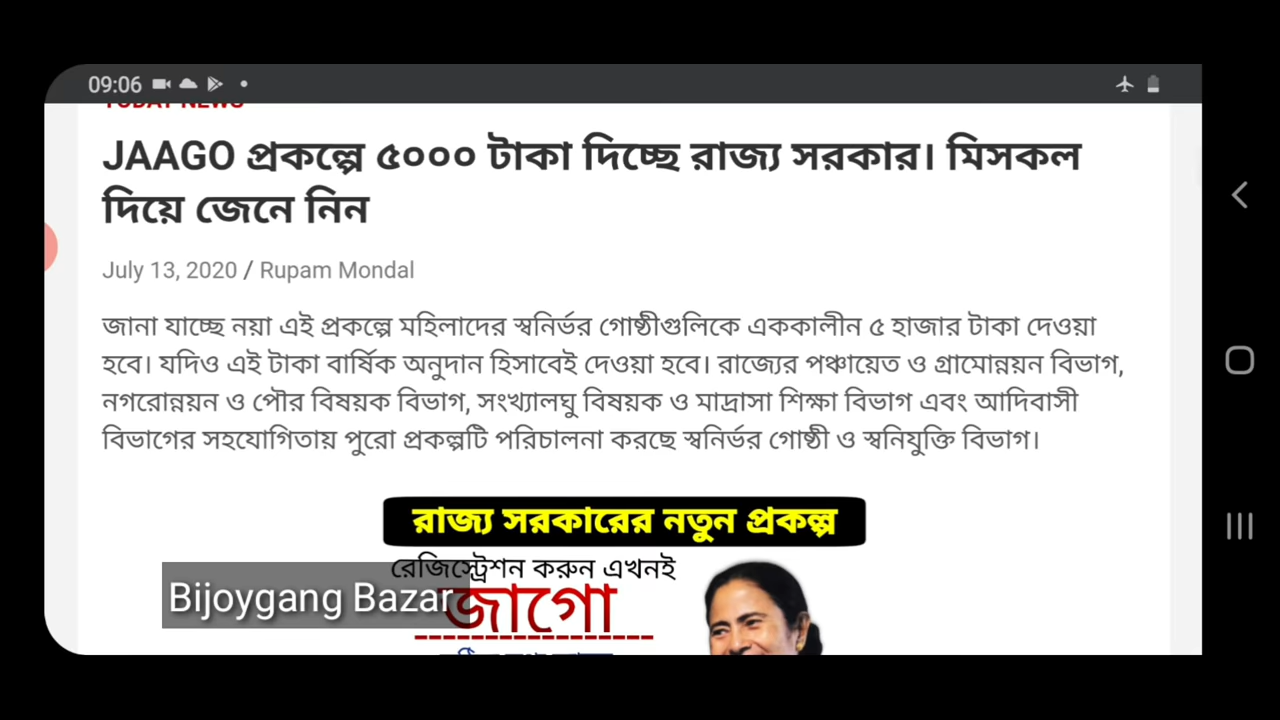 09:06
TODAY NEWS
JAAGO প্রকল্পে ৫০০০ টাকা দিচ্ছে রাজ্য সরকার। মিসকল
দিয়ে জেনে নিন
July 13, 2020 / Rupam Mondal
জানা যাচ্ছে নয়া এই প্রকল্পে মহিলাদের স্বনির্ভর গোষ্ঠীগুলিকে এককালীন ৫ হাজার টাকা দেওয়া
হবে। যদিও এই টাকা বার্ষিক অনুদান হিসাবেই দেওয়া হবে। রাজ্যের পঞ্চায়েত ও গ্রামোন্নয়ন বিভাগ,
নগরোন্নয়ন ও পৌর বিষয়ক বিভাগ, সংখ্যালঘু বিষয়ক ও মাদ্রাসা শিক্ষা বিভাগ এবং আদিবাসী
বিভাগের সহযোগিতায় পুরো প্রকল্পটি পরিচালনা করছে স্বনির্ভর গোষ্ঠী ও স্বনিযুক্তি বিভাগ।
রাজ্য সরকারের নতুন প্রকল্প
রেজিস্ট্রেশন করুন এখনই
Bijoygang Bazar
জাগো